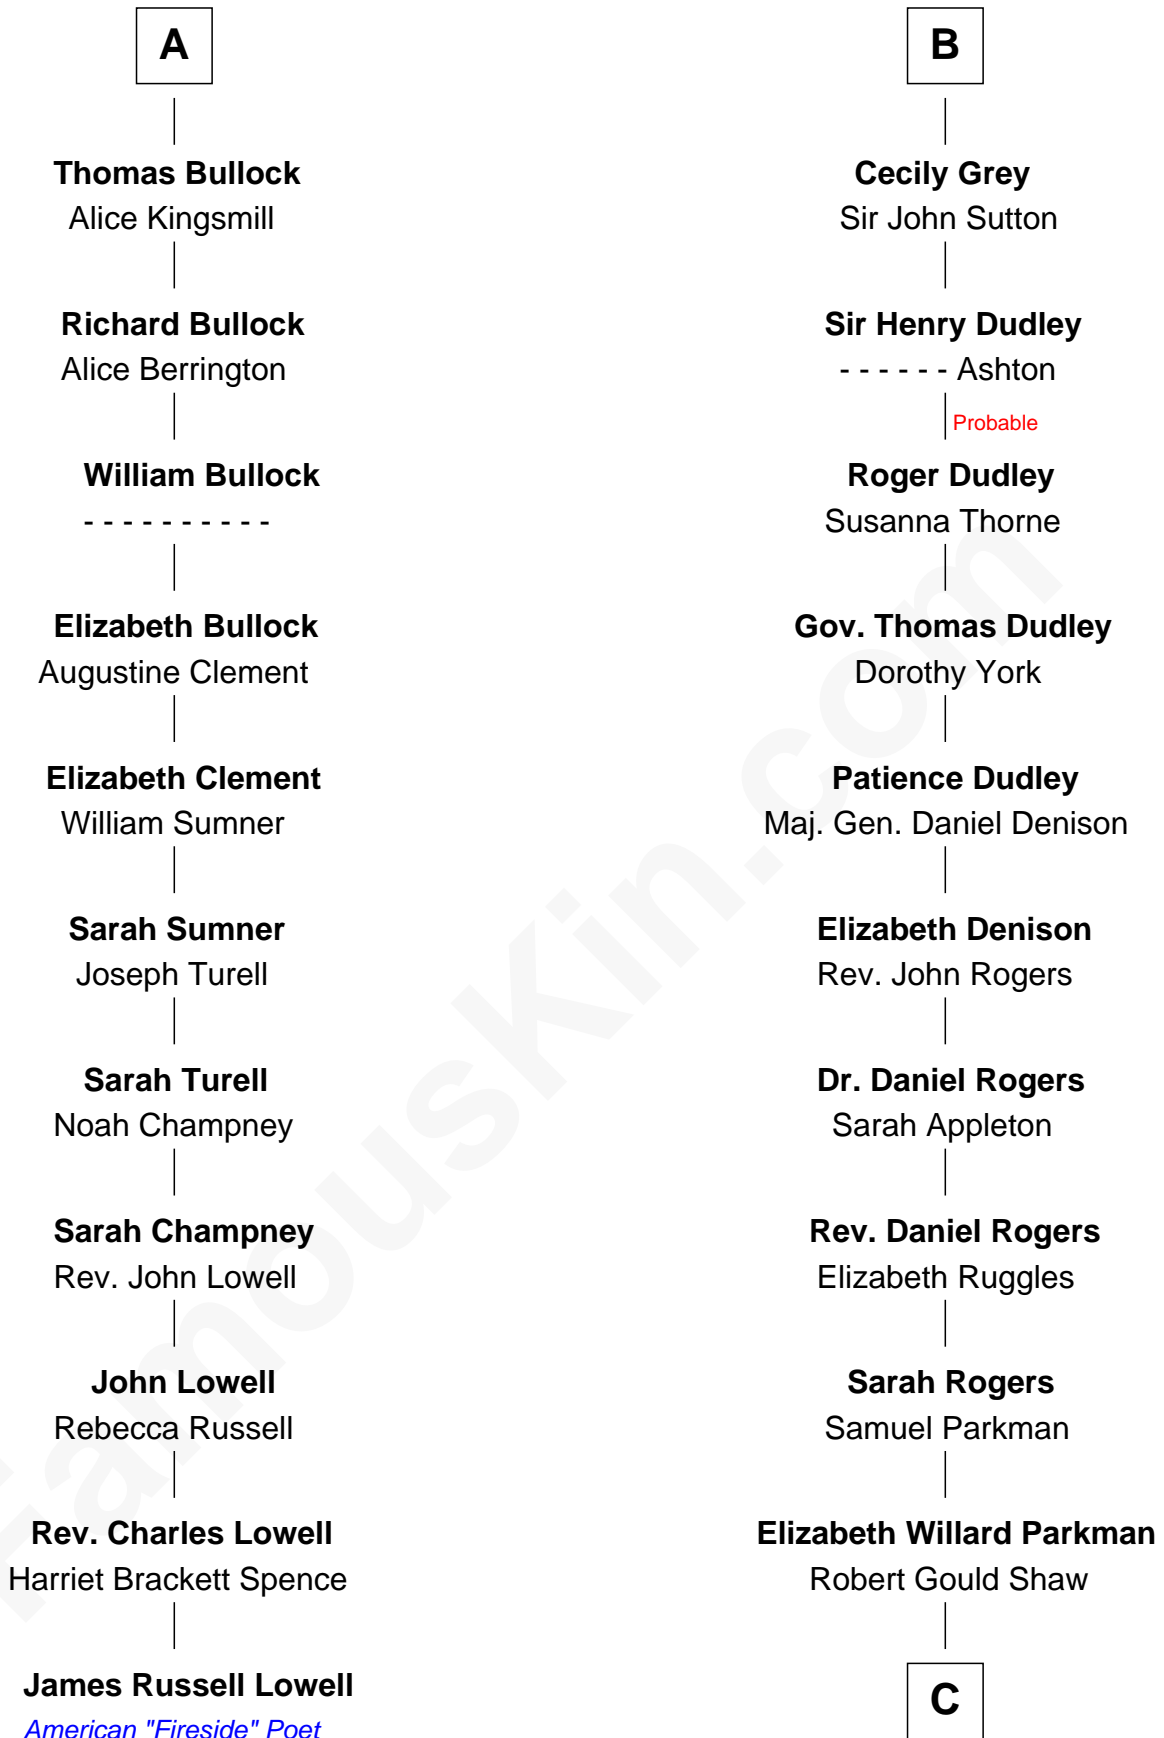 A
Thomas Bullock
Alice Kingsmill
Richard Bullock
Alice Berrington
William Bullock
- - - - - - - - - -
Elizabeth Bullock
Augustine Clement
Elizabeth Clement
William Sumner
Sarah Sumner
Joseph Turell
Sarah Turell
Noah Champney
Sarah Champney
Rev. John Lowell
John Lowell
Rebecca Russell
Rev. Charles Lowell
Harriet Brackett Spence
James Russell Lowell
American "Fireside" Poet
B
Cecily Grey
Sir John Sutton
Sir Henry Dudley
- - - - - - Ashton
Probable
Roger Dudley
Susanna Thorne
Gov. Thomas Dudley
Dorothy York
Patience Dudley
Maj. Gen. Daniel Denison
Elizabeth Denison
Rev. John Rogers
Dr. Daniel Rogers
Sarah Appleton
Rev. Daniel Rogers
Elizabeth Ruggles
Sarah Rogers
Samuel Parkman
Elizabeth Willard Parkman
Robert Gould Shaw
C
FamousKin.com